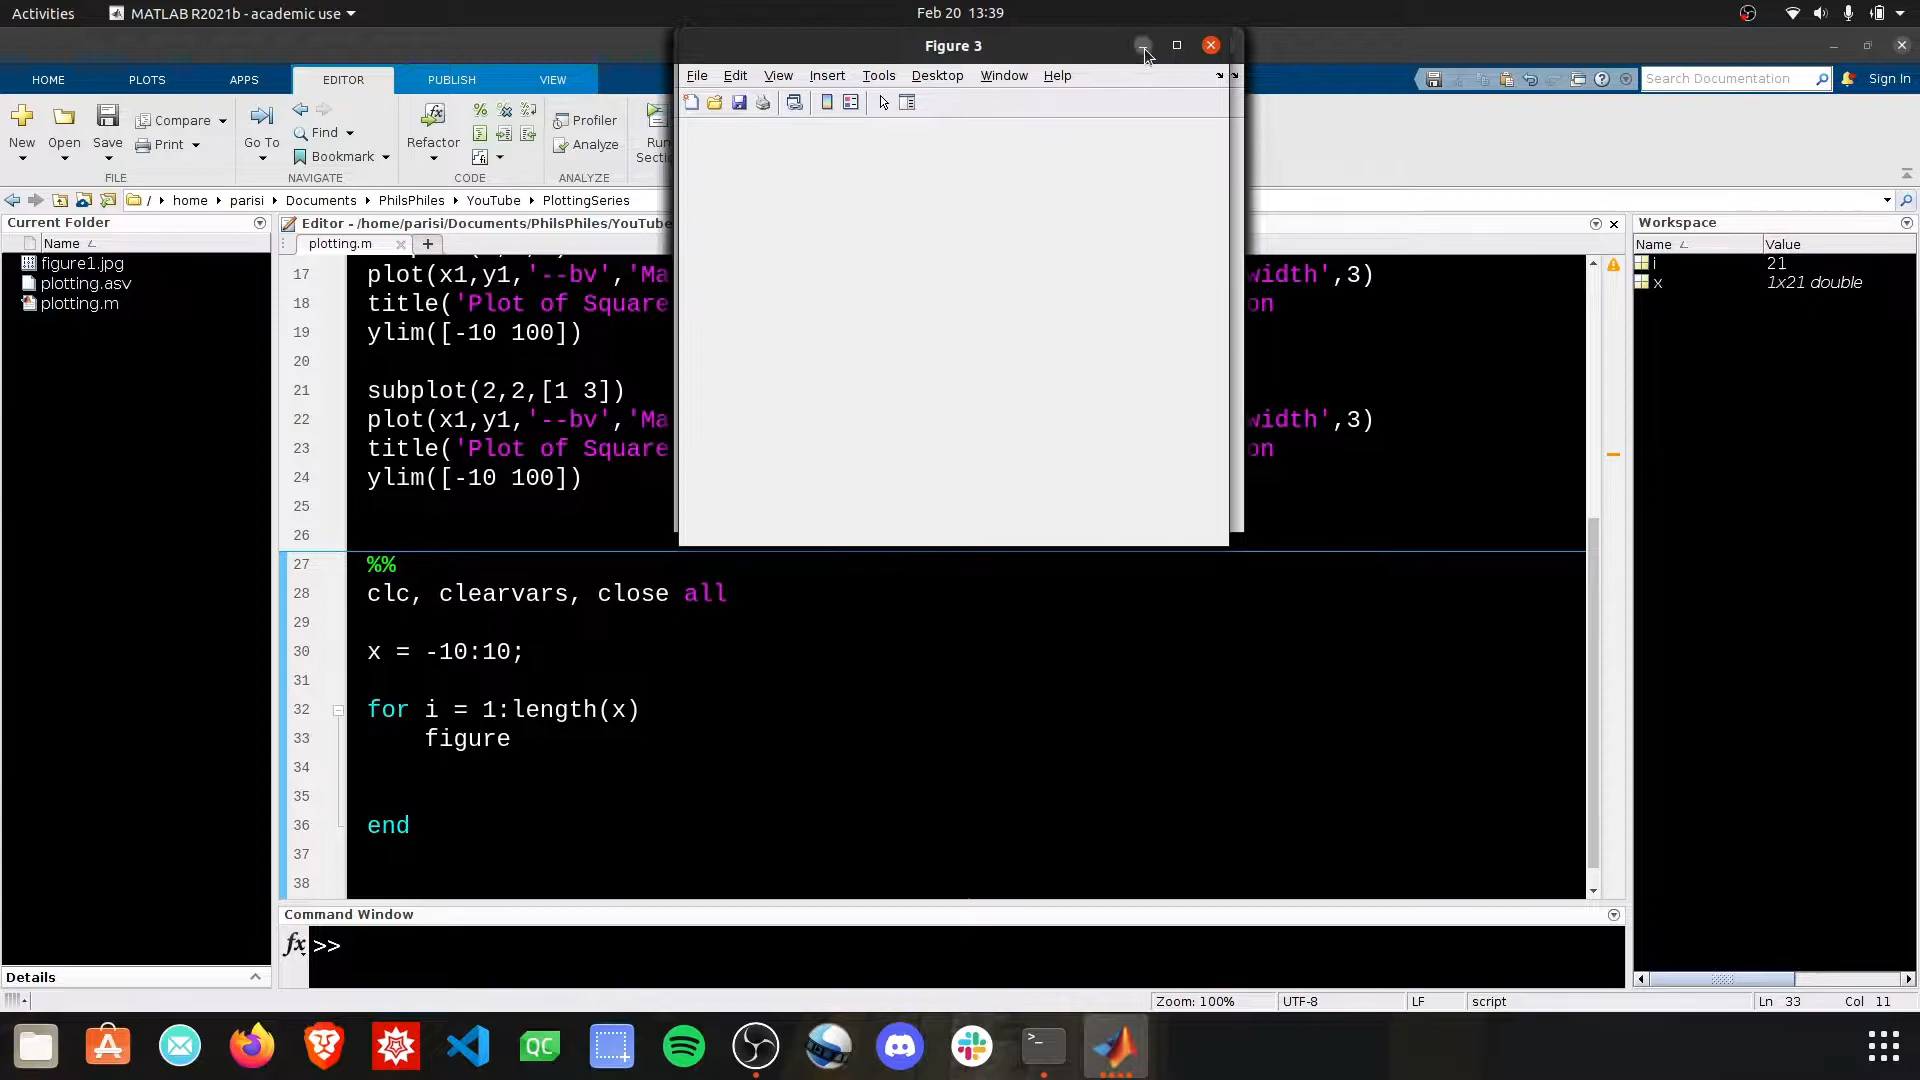 Activities
MATLAB R2021b - academic use
Feb 20 13:39
Figure 3
HOME
PLOTS
APPS
EDITOR
PUBLISH
VIEW
Search Documentation
Sign In
File Edit View Insert Tools Desktop Window Help
New
Open
Save
Compare
Print
Go To
Find
Bookmark
Refactor
Profiler
Analyze
Run
Secti
FILE
NAVIGATE
CODE
ANALYZE
/ home parisi Documents PhilsPhiles YouTube PlottingSeries
Current Folder
Name
figure1.jpg
plotting.asv
plotting.m
Editor - /home/parisi/Documents/PhilsPhiles/YouTube
plotting.m
17 plot(x1,y1,'--bv','Ma width',3)
18 title('Plot of Square on
19 ylim([-10 100])
20
21 subplot(2,2,[1 3])
22 plot(x1,y1,'--bv','Ma width',3)
23 title('Plot of Square on
24 ylim([-10 100])
25
26
27 %%
28 clc, clearvars, close all
29
30 x = -10:10;
31
32 for i = 1:length(x)
33 figure
34
35
36 end
37
38
Workspace
Name Value
i 21
x 1x21 double
Command Window
fx >>
Details
Zoom: 100%
UTF-8
LF
script
Ln 33 Col 11
QC
>_